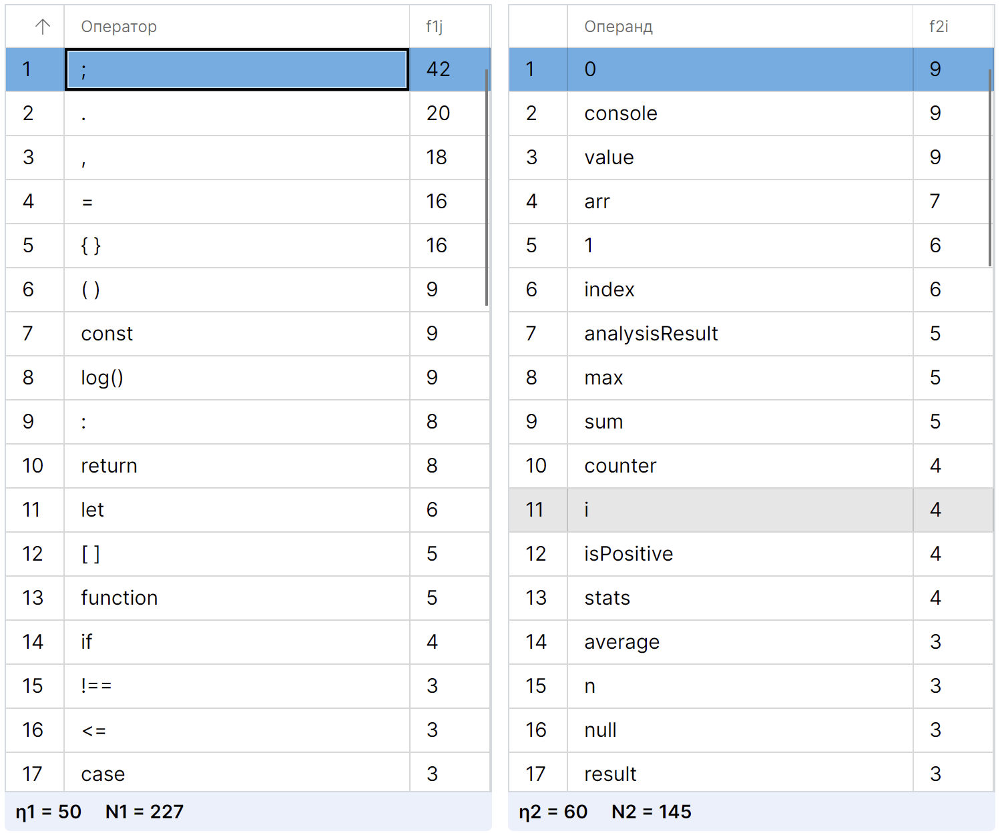 ↑ Оператор f1j
1 ; 42
2 . 20
3 , 18
4 = 16
5 { } 16
6 ( ) 9
7 const 9
8 log() 9
9 : 8
10 return 8
11 let 6
12 [ ] 5
13 function 5
14 if 4
15 !== 3
16 <= 3
17 case 3
η1 = 50 N1 = 227
Операнд f2i
1 0 9
2 console 9
3 value 9
4 arr 7
5 1 6
6 index 6
7 analysisResult 5
8 max 5
9 sum 5
10 counter 4
11 i 4
12 isPositive 4
13 stats 4
14 average 3
15 n 3
16 null 3
17 result 3
η2 = 60 N2 = 145